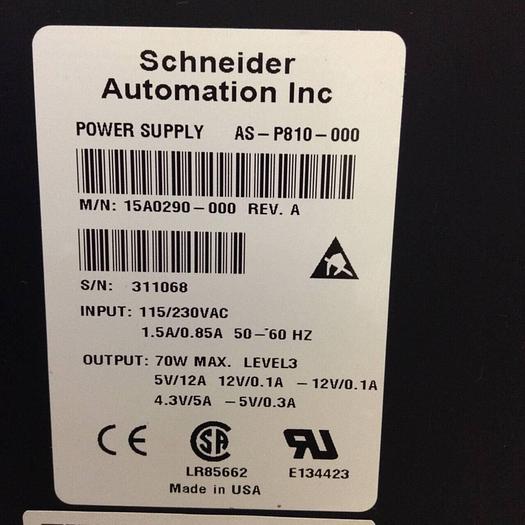 Schneider
Automation Inc
POWER SUPPLY AS-P810-000
M/N: 15A0290-000 REV. A
S/N: 311068
INPUT: 115/230VAC
1.5A/0.85A 50-60 HZ
OUTPUT: 70W MAX. LEVEL3
5V/12A 12V/0.1A -12V/0.1A
4.3V/5A -5V/0.3A
CE SA RU
LR85662 E134423
Made in USA